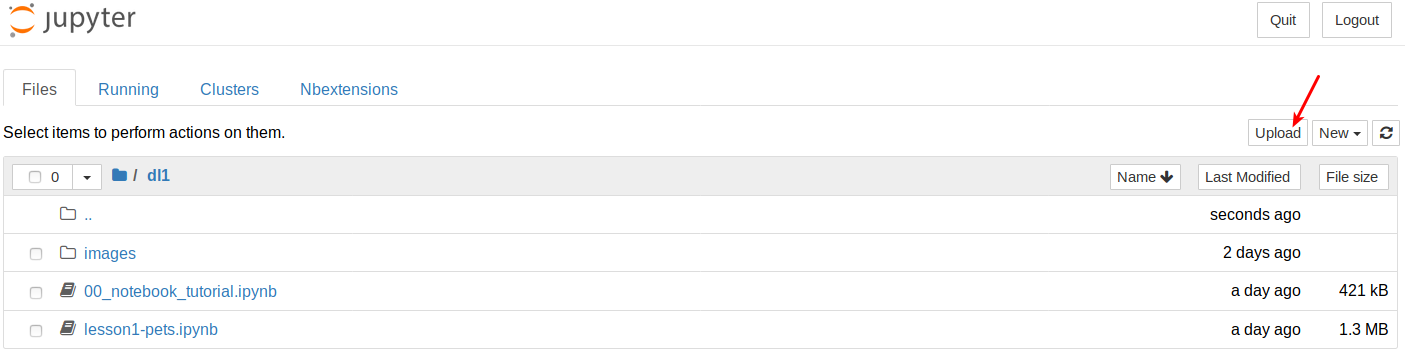 jupyter
Quit Logout
Files Running Clusters Nbextensions
Select items to perform actions on them.
Upload New
0 / dl1 Name Last Modified File size
.. seconds ago
images 2 days ago
00_notebook_tutorial.ipynb a day ago 421 kB
lesson1-pets.ipynb a day ago 1.3 MB